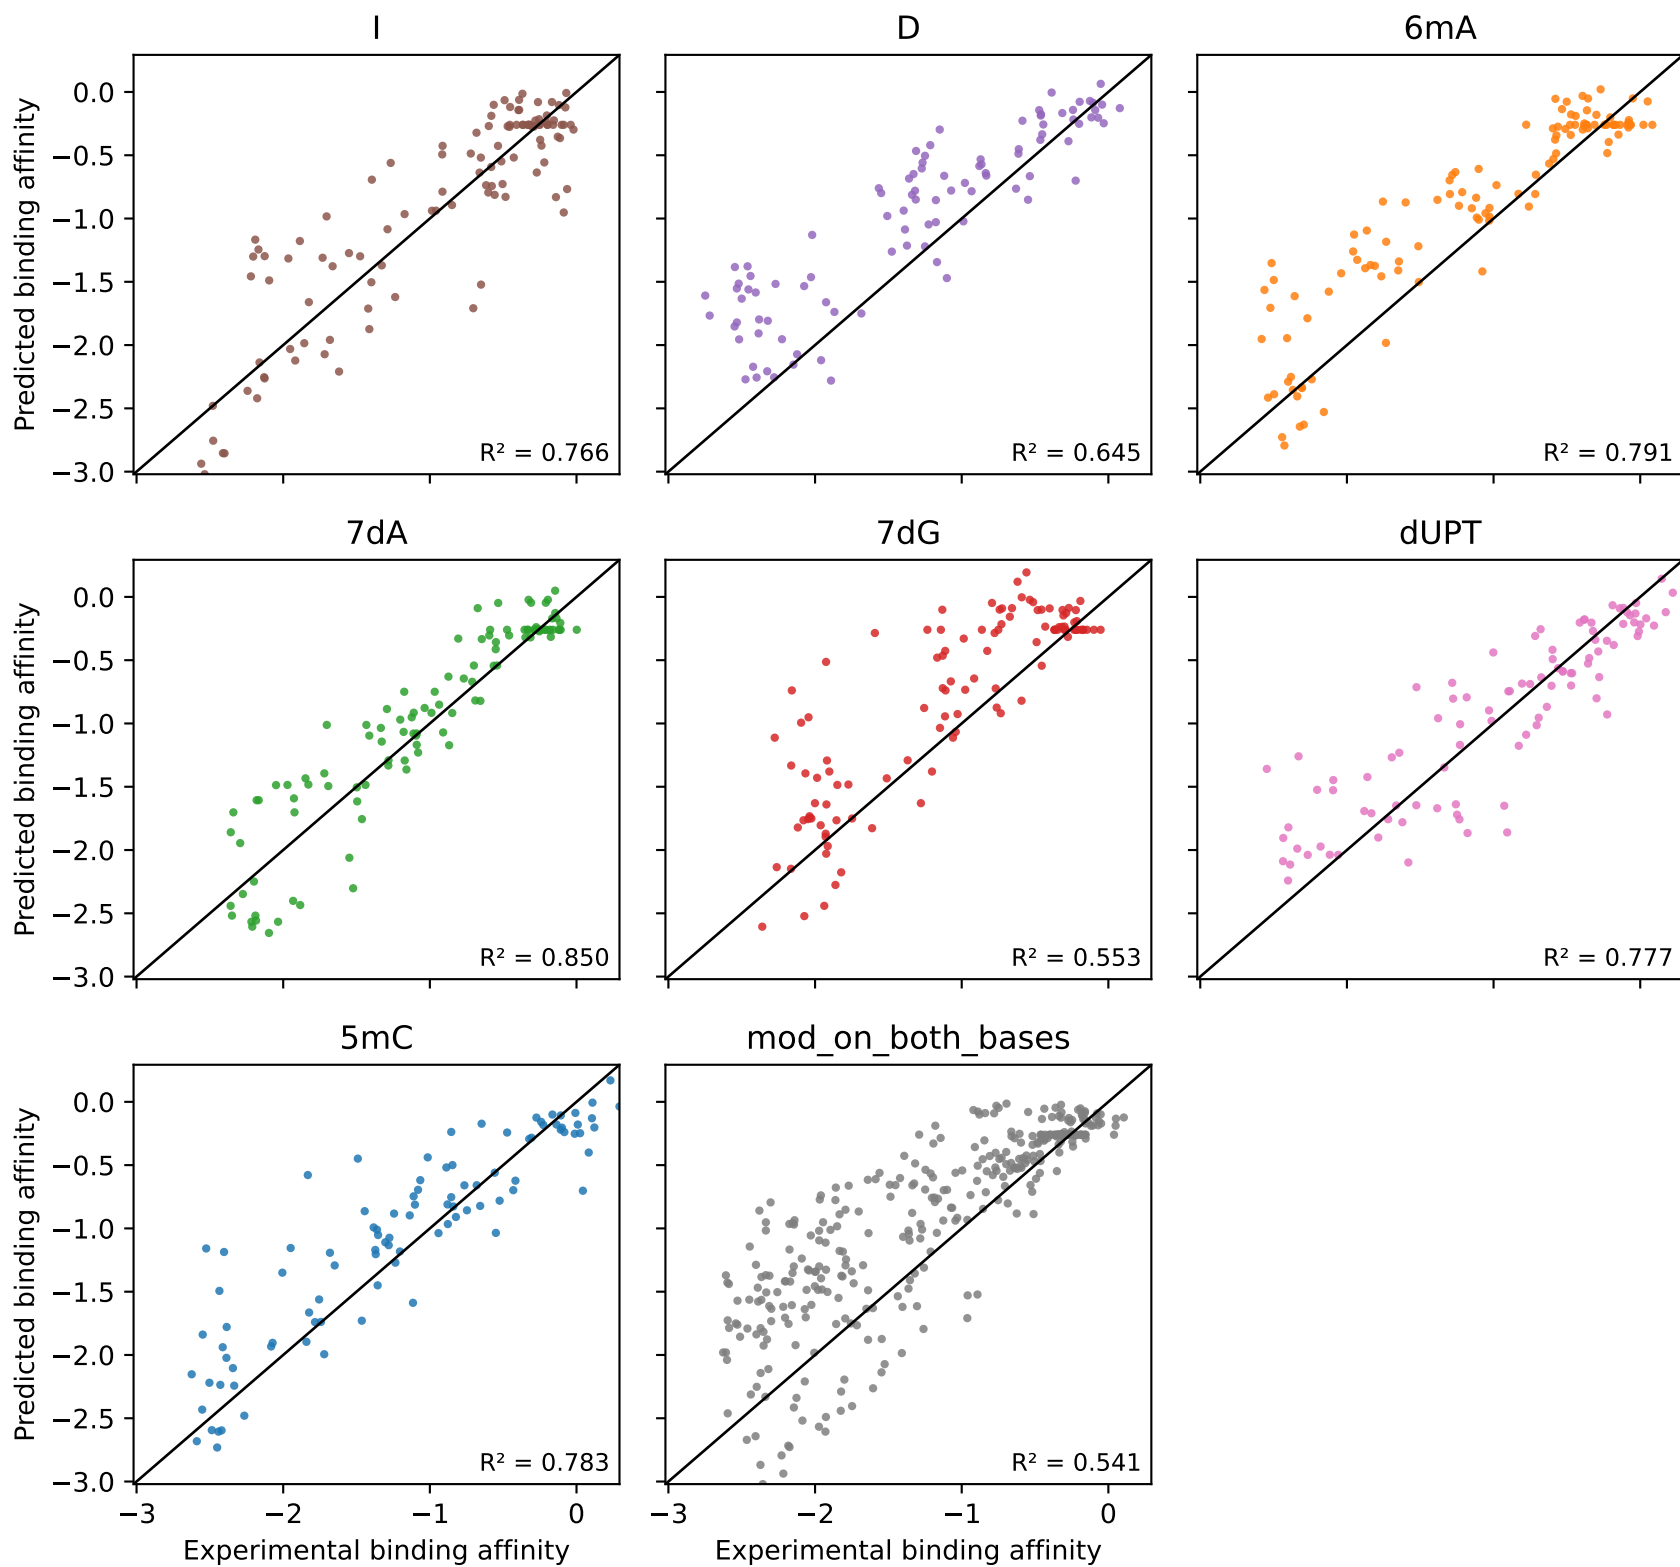 I
D
6mA
Predicted binding affinity
0.0
−0.5
−1.0
−1.5
−2.0
−2.5
−3.0
R² = 0.766
R² = 0.645
R² = 0.791
7dA
7dG
dUPT
Predicted binding affinity
0.0
−0.5
−1.0
−1.5
−2.0
−2.5
−3.0
R² = 0.850
R² = 0.553
R² = 0.777
5mC
mod_on_both_bases
Predicted binding affinity
0.0
−0.5
−1.0
−1.5
−2.0
−2.5
−3.0
R² = 0.783
R² = 0.541
−3 −2 −1 0
−3 −2 −1 0
Experimental binding affinity
Experimental binding affinity